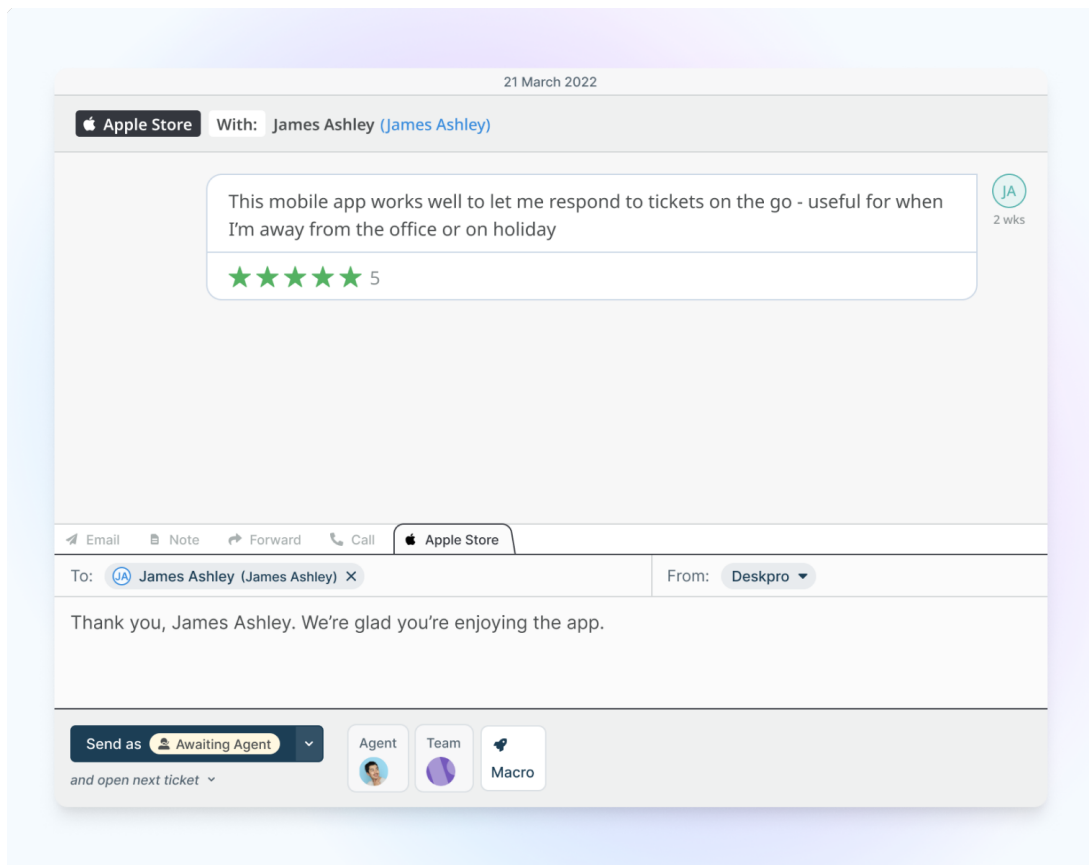 21 March 2022
Apple Store With: James Ashley (James Ashley)
This mobile app works well to let me respond to tickets on the go - useful for when
I’m away from the office or on holiday
JA
2 wks
5
Email Note Forward Call Apple Store
To: JA James Ashley (James Ashley) From: Deskpro
Thank you, James Ashley. We’re glad you’re enjoying the app.
Send as Awaiting Agent
and open next ticket
Agent Team
Macro